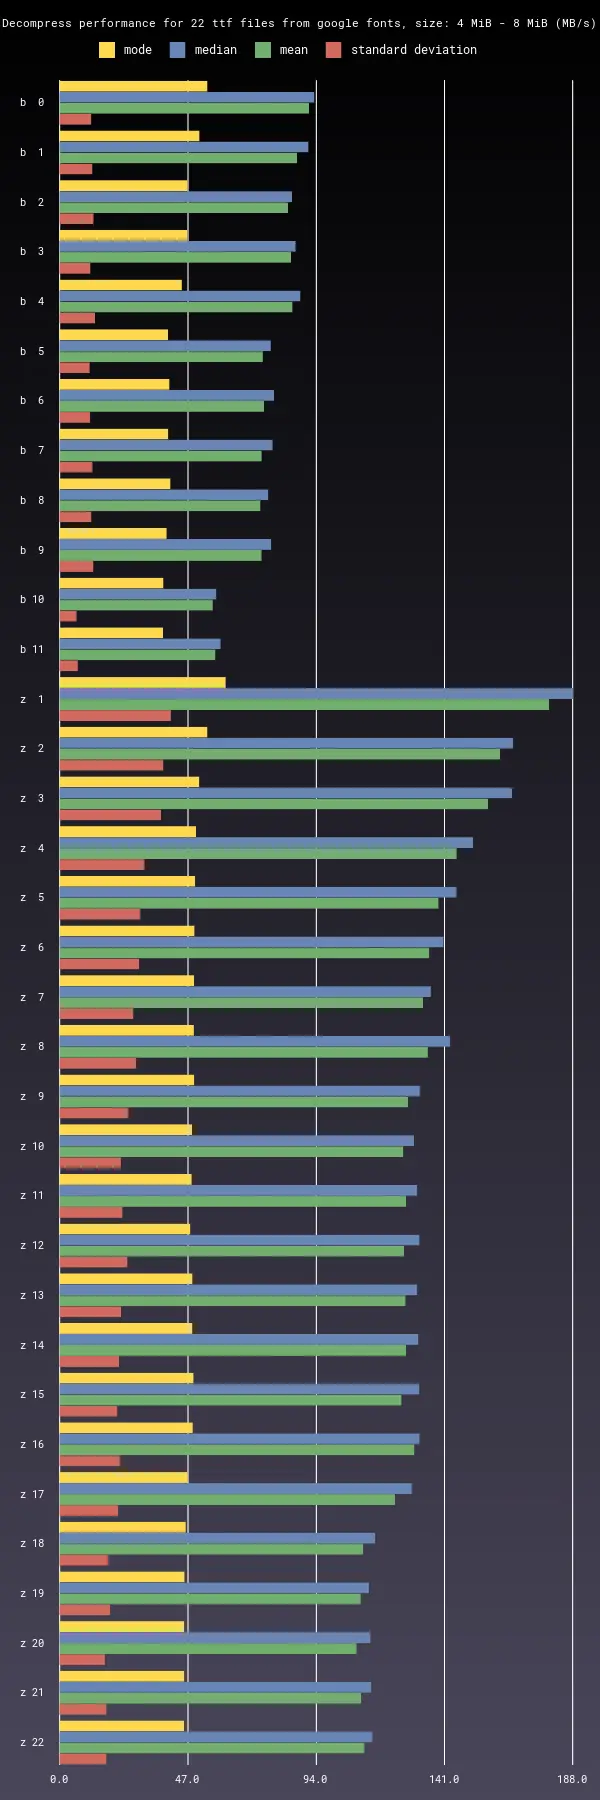 Decompress performance for 22 ttf files from google fonts, size: 4 MiB - 8 MiB (MB/s)
mode median mean standard deviation
b 0
b 1
b 2
b 3
b 4
b 5
b 6
b 7
b 8
b 9
b 10
b 11
z 1
z 2
z 3
z 4
z 5
z 6
z 7
z 8
z 9
z 10
z 11
z 12
z 13
z 14
z 15
z 16
z 17
z 18
z 19
z 20
z 21
z 22
0.0 47.0 94.0 141.0 188.0